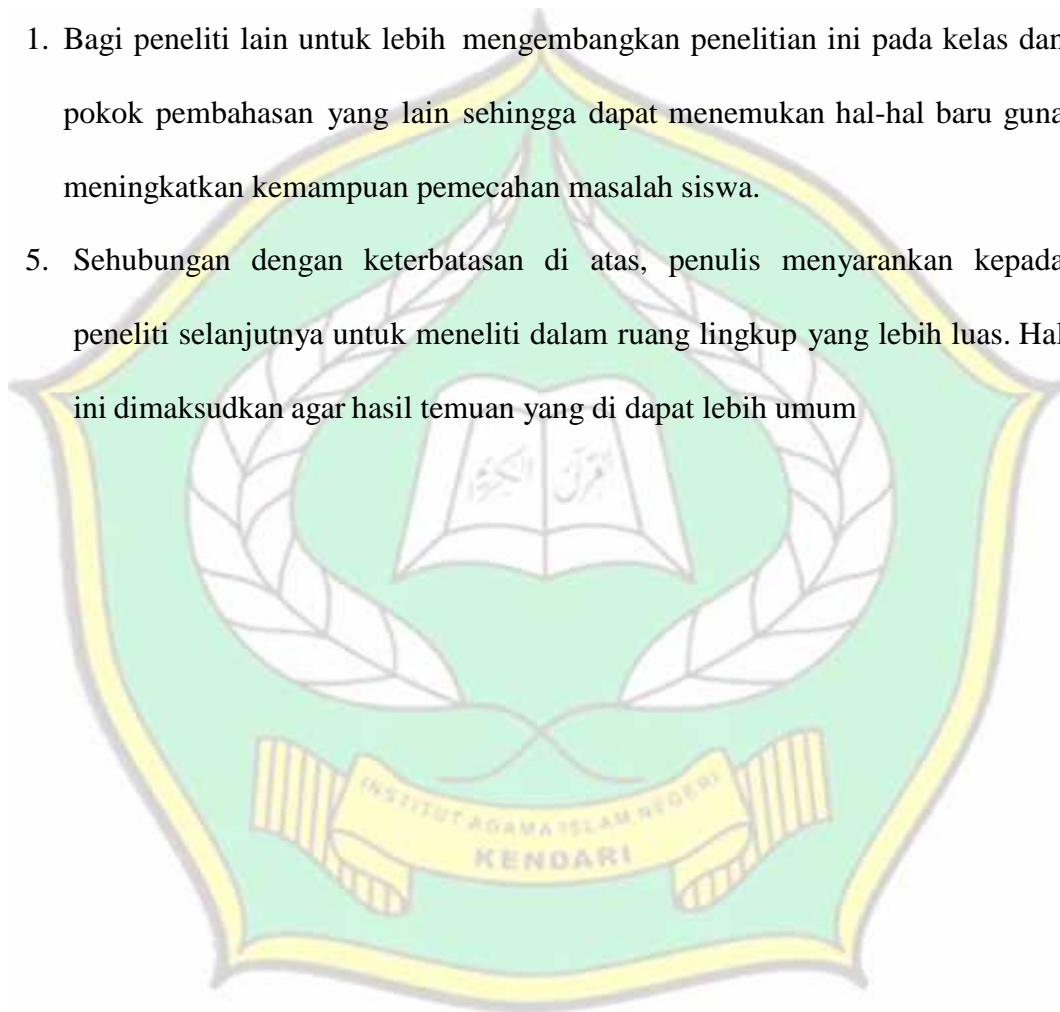 1. Bagi peneliti lain untuk lebih mengembangkan penelitian ini pada kelas dan
pokok pembahasan yang lain sehingga dapat menemukan hal-hal baru guna
meningkatkan kemampuan pemecahan masalah siswa.
5. Sehubungan dengan keterbatasan di atas, penulis menyarankan kepada
peneliti selanjutnya untuk meneliti dalam ruang lingkup yang lebih luas. Hal
ini dimaksudkan agar hasil temuan yang di dapat lebih umum
القرآن الكريم
INSTITUT AGAMA ISLAM NEGERI
KENDARI